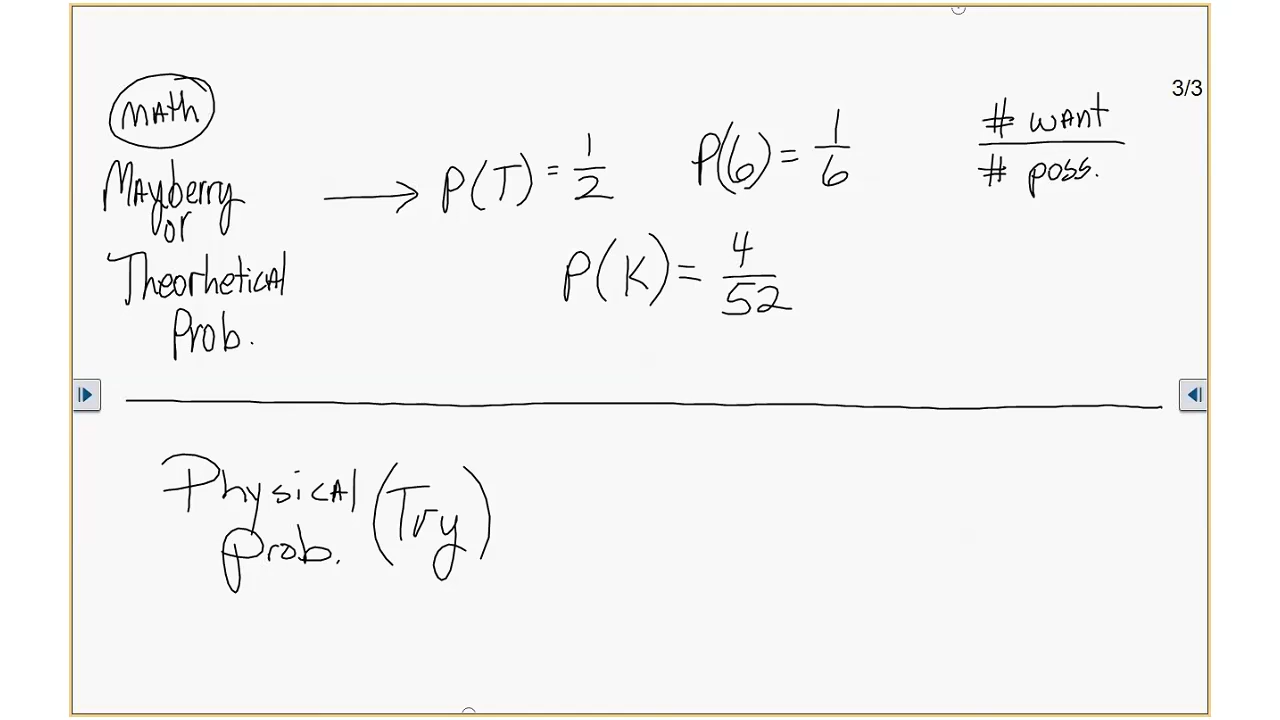 3/3
math
Mayberry
or
Theorhetical
Prob.
P(T) = 1/2
P(6) = 1/6
# want
# poss.
P(K) = 4/52
Physical (Try)
Prob.